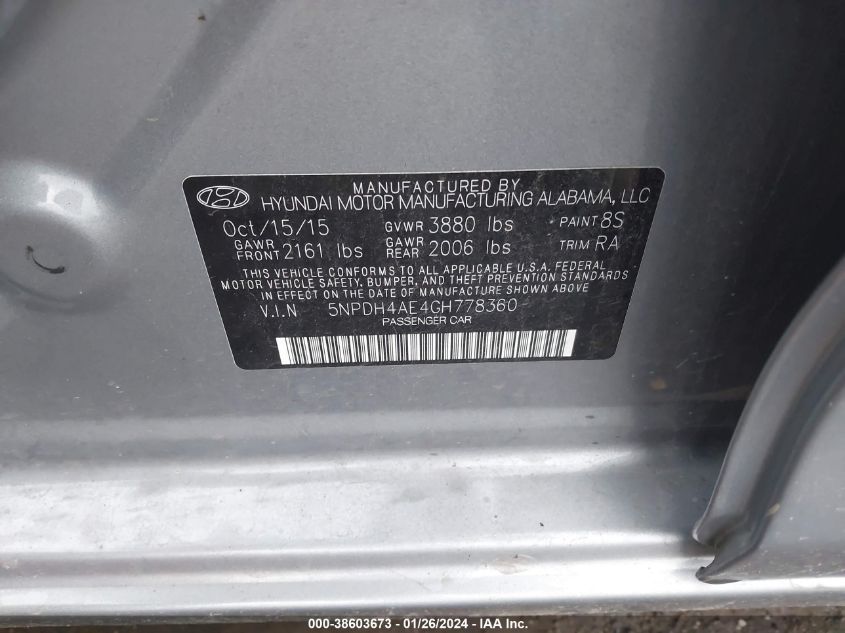 MANUFACTURED BY
HYUNDAI MOTOR MANUFACTURING ALABAMA, LLC
Oct/15/15 GVWR 3880 lbs PAINT 8S
GAWR FRONT 2161 lbs GAWR REAR 2006 lbs TRIM RA
THIS VEHICLE CONFORMS TO ALL APPLICABLE U.S.A. FEDERAL
MOTOR VEHICLE SAFETY, BUMPER, AND THEFT PREVENTION STANDARDS
IN EFFECT ON THE DATE OF MANUFACTURE SHOWN ABOVE
V.I.N 5NPDH4AE4GH778360
PASSENGER CAR
000-38603673 - 01/26/2024 - IAA Inc.